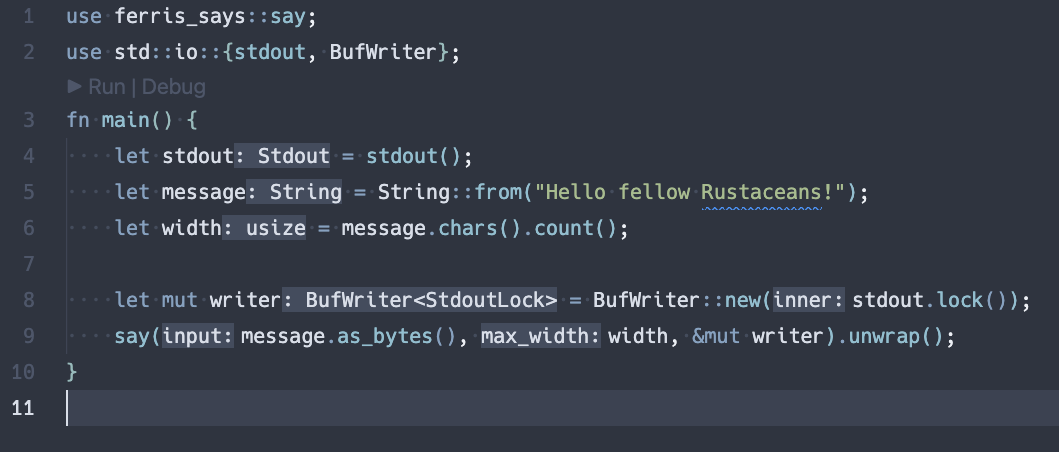 1 use ferris_says::say;
2 use std::io::{stdout, BufWriter};
▶ Run | Debug
3 fn main() {
4 let stdout: Stdout = stdout();
5 let message: String = String::from("Hello fellow Rustaceans!");
6 let width: usize = message.chars().count();
7
8 let mut writer: BufWriter<StdoutLock> = BufWriter::new(inner: stdout.lock());
9 say(input: message.as_bytes(), max_width: width, &mut writer).unwrap();
10 }
11